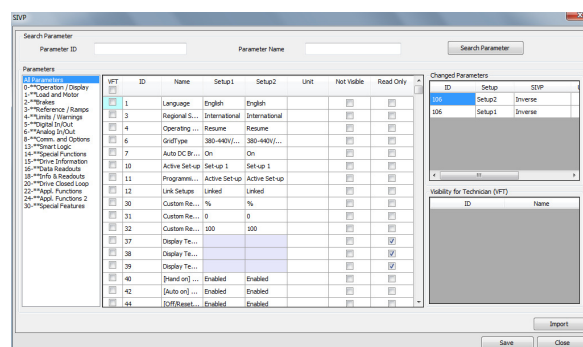 SIVP
Search Parameter
Parameter ID
Parameter Name
Search Parameter
Parameters
All Parameters
0-**Operation / Display
1-**Load and Motor
2-**Brakes
3-**Reference / Ramps
4-**Limits / Warnings
5-**Digital In/Out
6-**Analog In/Out
8-**Comm. and Options
13-**Smart Logic
14-**Special Functions
15-**Drive Information
16-**Data Readouts
18-**Info & Readouts
20-**Drive Closed Loop
22-**Appl. Functions
24-**Appl. Functions 2
30-**Special Features
VFT ID Name Setup1 Setup2 Unit Not Visible Read Only
1 Language English English
3 Regional S... International International
4 Operating ... Resume Resume
6 GridType 380-440V/... 380-440V/...
7 Auto DC Br... On On
10 Active Set-up Set-up 1 Set-up 1
11 Programmi... Active Set-up Active Set-up
12 Link Setups Linked Linked
30 Custom Re... % %
31 Custom Re... 0 0
32 Custom Re... 100 100
37 Display Te...
38 Display Te...
39 Display Te...
40 [Hand on] ... Enabled Enabled
42 [Auto on] ... Enabled Enabled
44 [Off/Reset... Enabled Enabled
Changed Parameters
ID Setup SIVP
106 Setup2 Inverse
106 Setup1 Inverse
Visibility for Technician (VFT)
ID Name
Import
Save Close